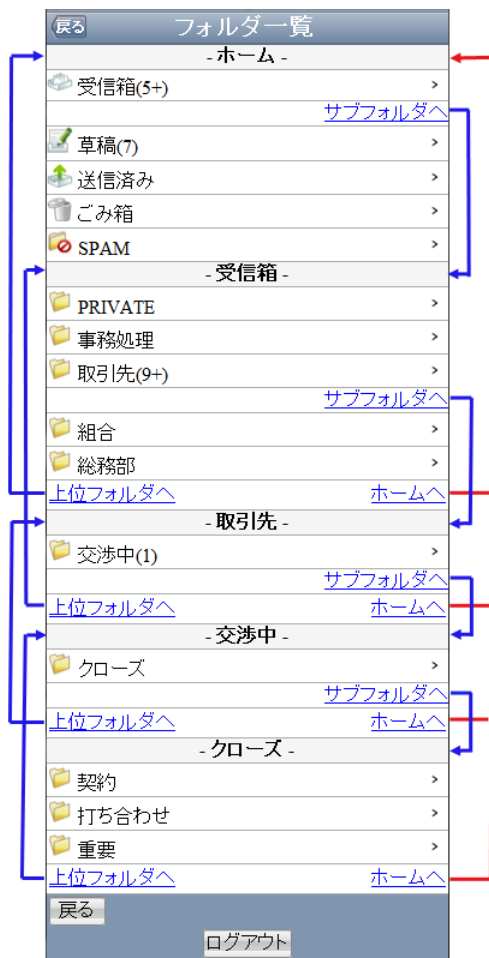 戻る フォルダ一覧
- ホーム -
受信箱(5+)
サブフォルダへ
草稿(7)
送信済み
ごみ箱
SPAM
- 受信箱 -
PRIVATE
事務処理
取引先(9+)
サブフォルダへ
組合
総務部
上位フォルダへ ホームへ
- 取引先 -
交渉中(1)
サブフォルダへ
上位フォルダへ ホームへ
- 交渉中 -
クローズ
サブフォルダへ
上位フォルダへ ホームへ
- クローズ -
契約
打ち合わせ
重要
上位フォルダへ ホームへ
戻る
ログアウト